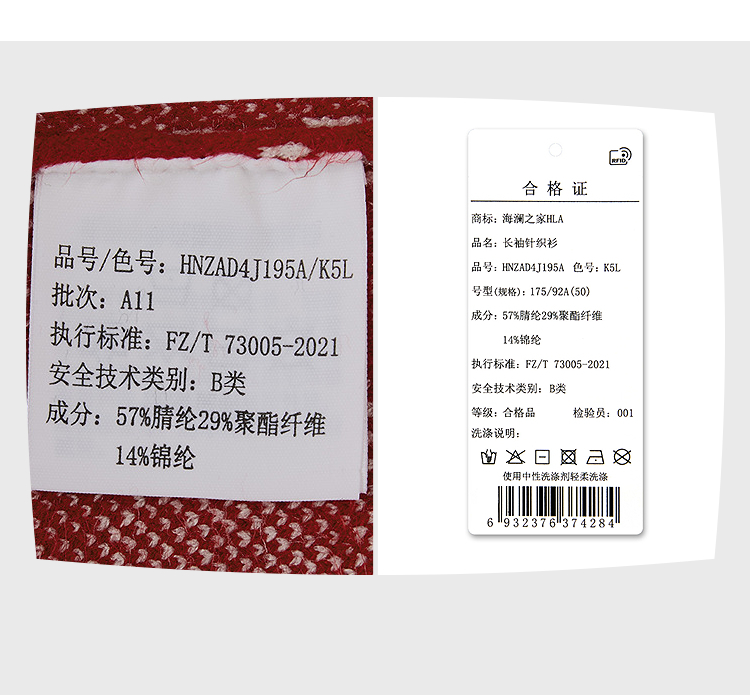 品号/色号：HNZAD4J195A/K5L
批次：A11
执行标准：FZ/T 73005-2021
安全技术类别：B类
成分：57%腈纶29%聚酯纤维
14%锦纶
RFID
合格证
商标：海澜之家HLA
品名：长袖针织衫
品号：HNZAD4J195A 色号：K5L
号型(规格)：175/92A(50)
成分：57%腈纶29%聚酯纤维
14%锦纶
执行标准：FZ/T 73005-2021
安全技术类别：B类
等级：合格品 检验员：001
洗涤说明：
使用中性洗涤剂轻柔洗涤
6 932376 374284